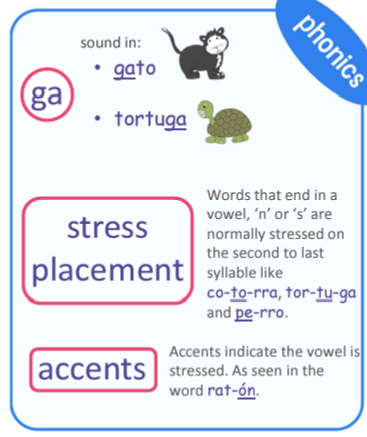 phonics
sound in:
ga
• gato
• tortuga
stress
placement
Words that end in a
vowel, ‘n’ or ‘s’ are
normally stressed on
the second to last
syllable like
co-to-rra, tor-tu-ga
and pe-rro.
accents
Accents indicate the vowel is
stressed. As seen in the
word rat-ón.